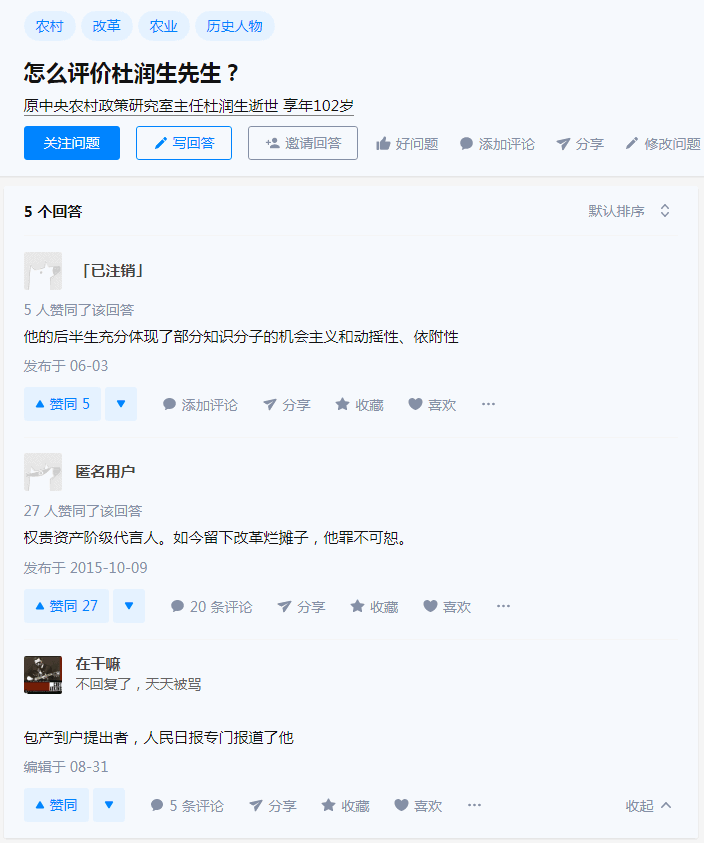 农村 改革 农业 历史人物
怎么评价杜润生先生？
原中央农村政策研究室主任杜润生逝世 享年102岁
关注问题 写回答 邀请回答 好问题 添加评论 分享 修改问题
5 个回答 默认排序
「已注销」
5 人赞同了该回答
他的后半生充分体现了部分知识分子的机会主义和动摇性、依附性
发布于 06-03
赞同 5 添加评论 分享 收藏 喜欢 ···
匿名用户
27 人赞同了该回答
权贵资产阶级代言人。如今留下改革烂摊子，他罪不可恕。
发布于 2015-10-09
赞同 27 20 条评论 分享 收藏 喜欢 ···
在干嘛
不回复了，天天被骂
包产到户提出者，人民日报专门报道了他
编辑于 08-31
赞同 5 条评论 分享 收藏 喜欢 ··· 收起